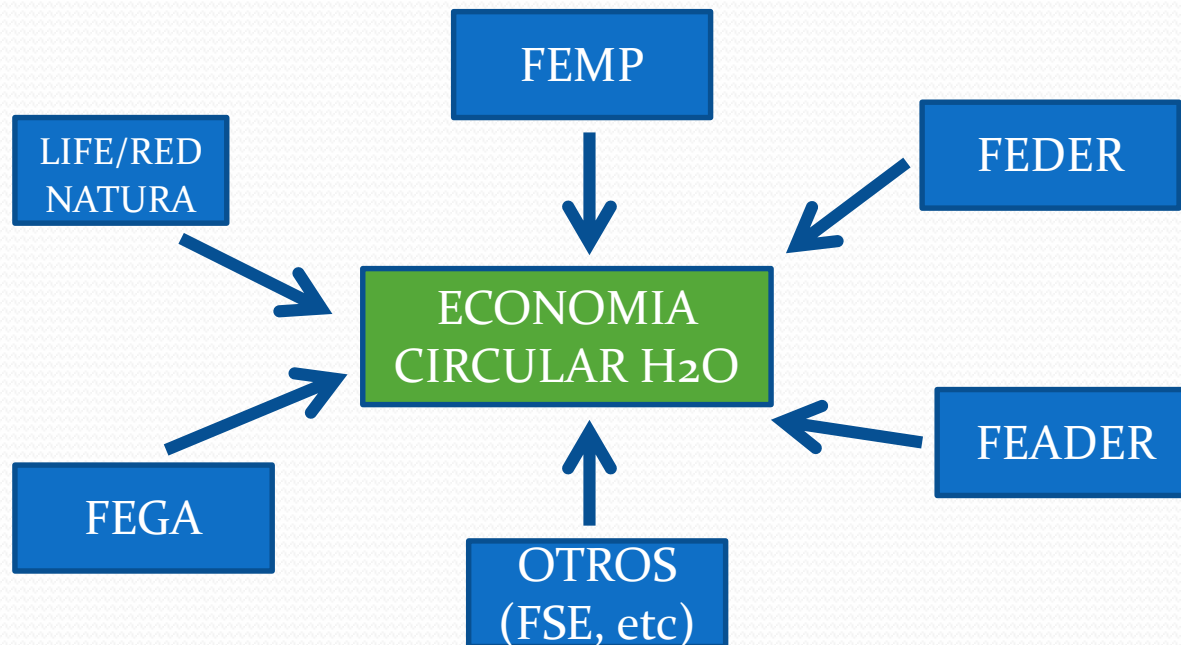 FEMP
LIFE/RED
NATURA
FEDER
ECONOMIA
CIRCULAR H2O
FEGA
FEADER
OTROS
(FSE, etc)